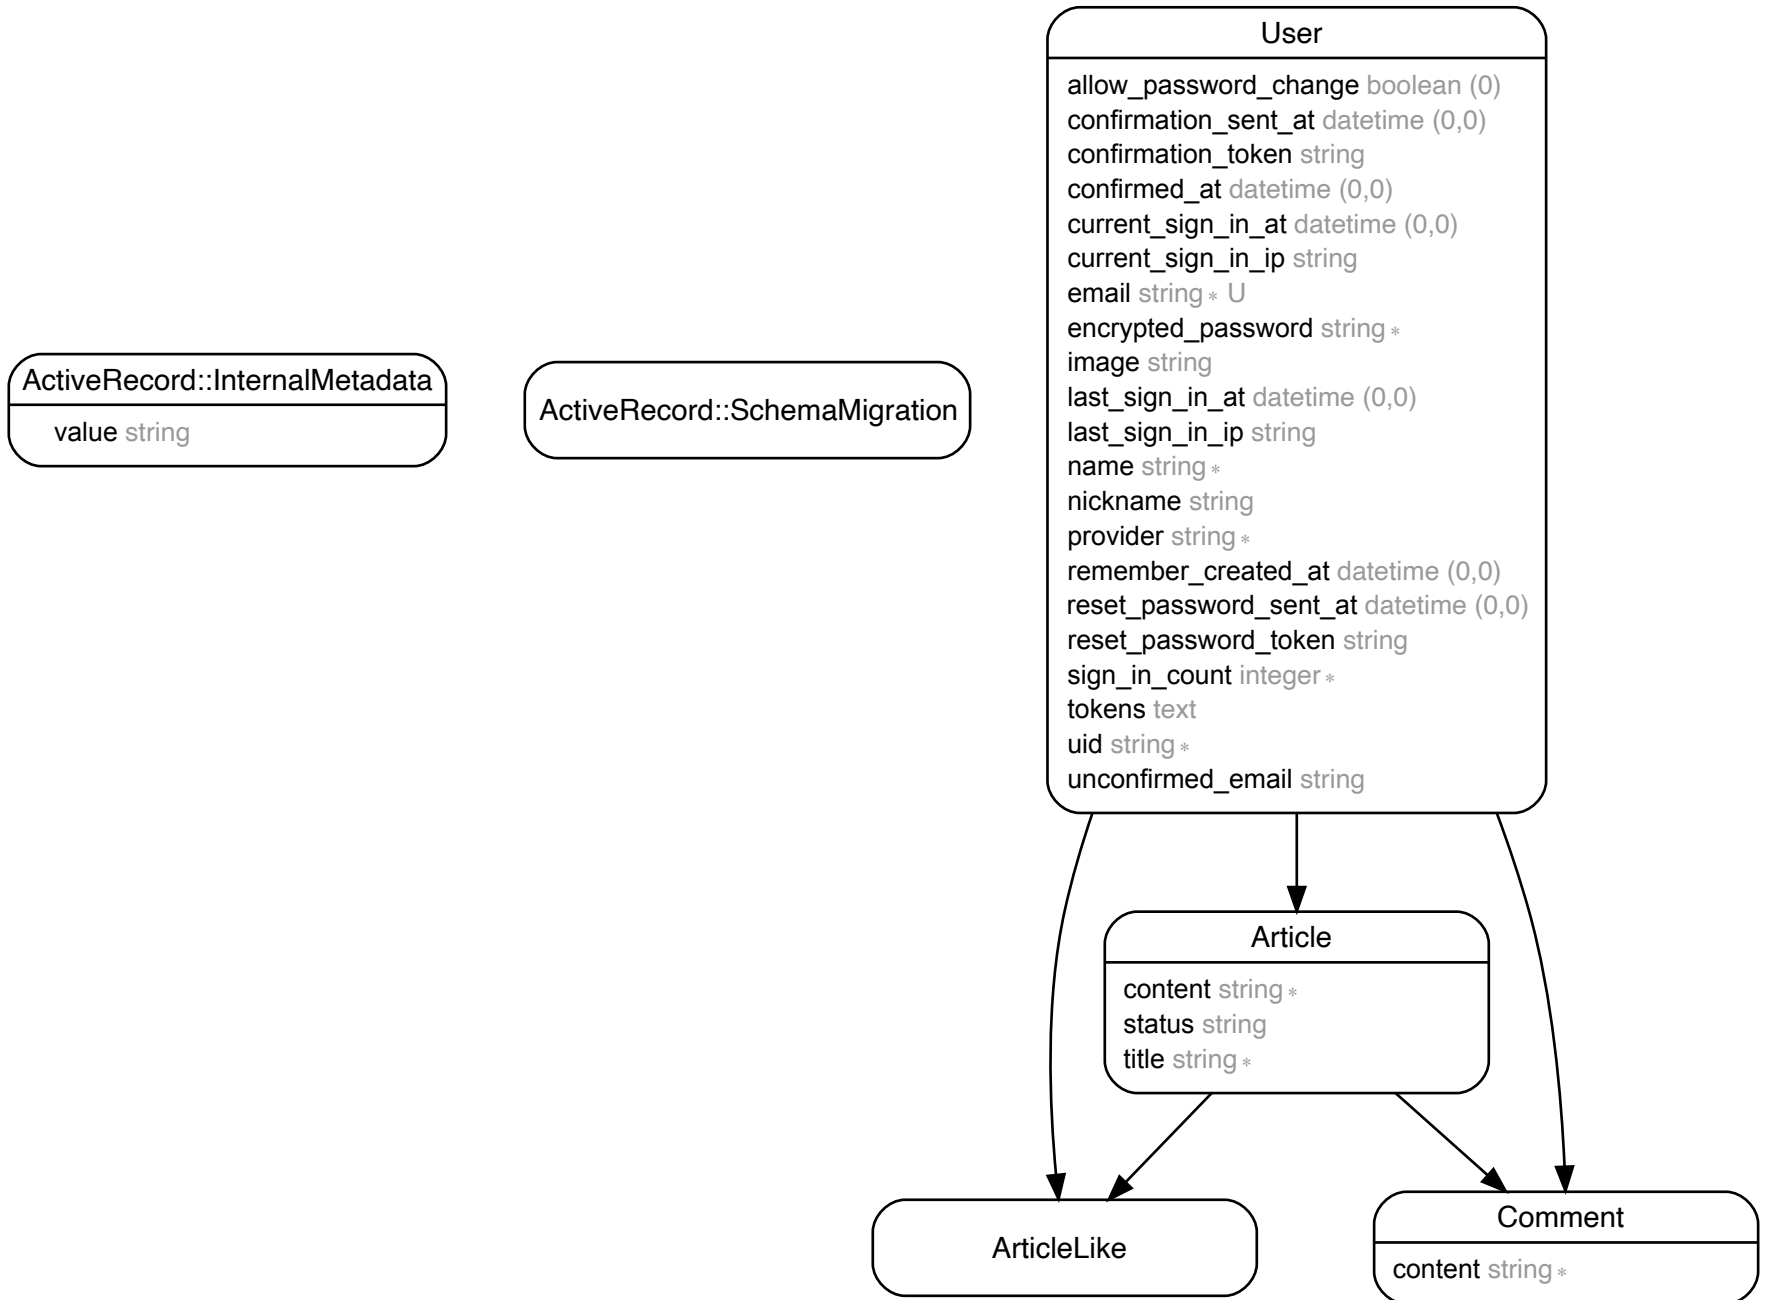 User
allow_password_change boolean (0)
confirmation_sent_at datetime (0,0)
confirmation_token string
confirmed_at datetime (0,0)
current_sign_in_at datetime (0,0)
current_sign_in_ip string
email string * U
encrypted_password string *
image string
last_sign_in_at datetime (0,0)
last_sign_in_ip string
name string *
nickname string
provider string *
remember_created_at datetime (0,0)
reset_password_sent_at datetime (0,0)
reset_password_token string
sign_in_count integer *
tokens text
uid string *
unconfirmed_email string
ActiveRecord::InternalMetadata
value string
ActiveRecord::SchemaMigration
Article
content string *
status string
title string *
ArticleLike
Comment
content string *